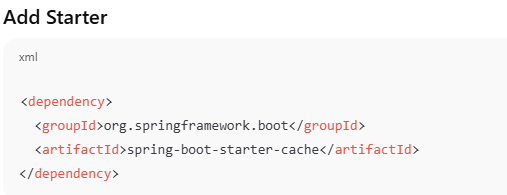 Add Starter
xml
<dependency>
  <groupId>org.springframework.boot</groupId>
  <artifactId>spring-boot-starter-cache</artifactId>
</dependency>